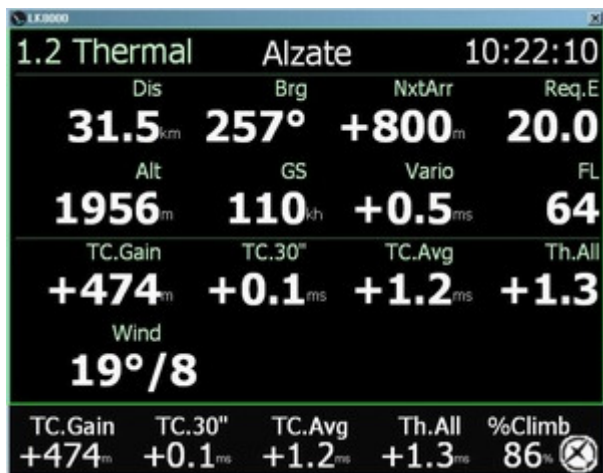 LK8000
1.2 Thermal Alzate 10:22:10
Dis Brg NxtArr Req.E
31.5km 257° +800m 20.0
Alt GS Vario FL
1956m 110kh +0.5ms 64
TC.Gain TC.30" TC.Avg Th.All
+474m +0.1ms +1.2ms +1.3
Wind
19°/8
TC.Gain TC.30" TC.Avg Th.All %Climb
+474m +0.1ms +1.2ms +1.3ms 86%